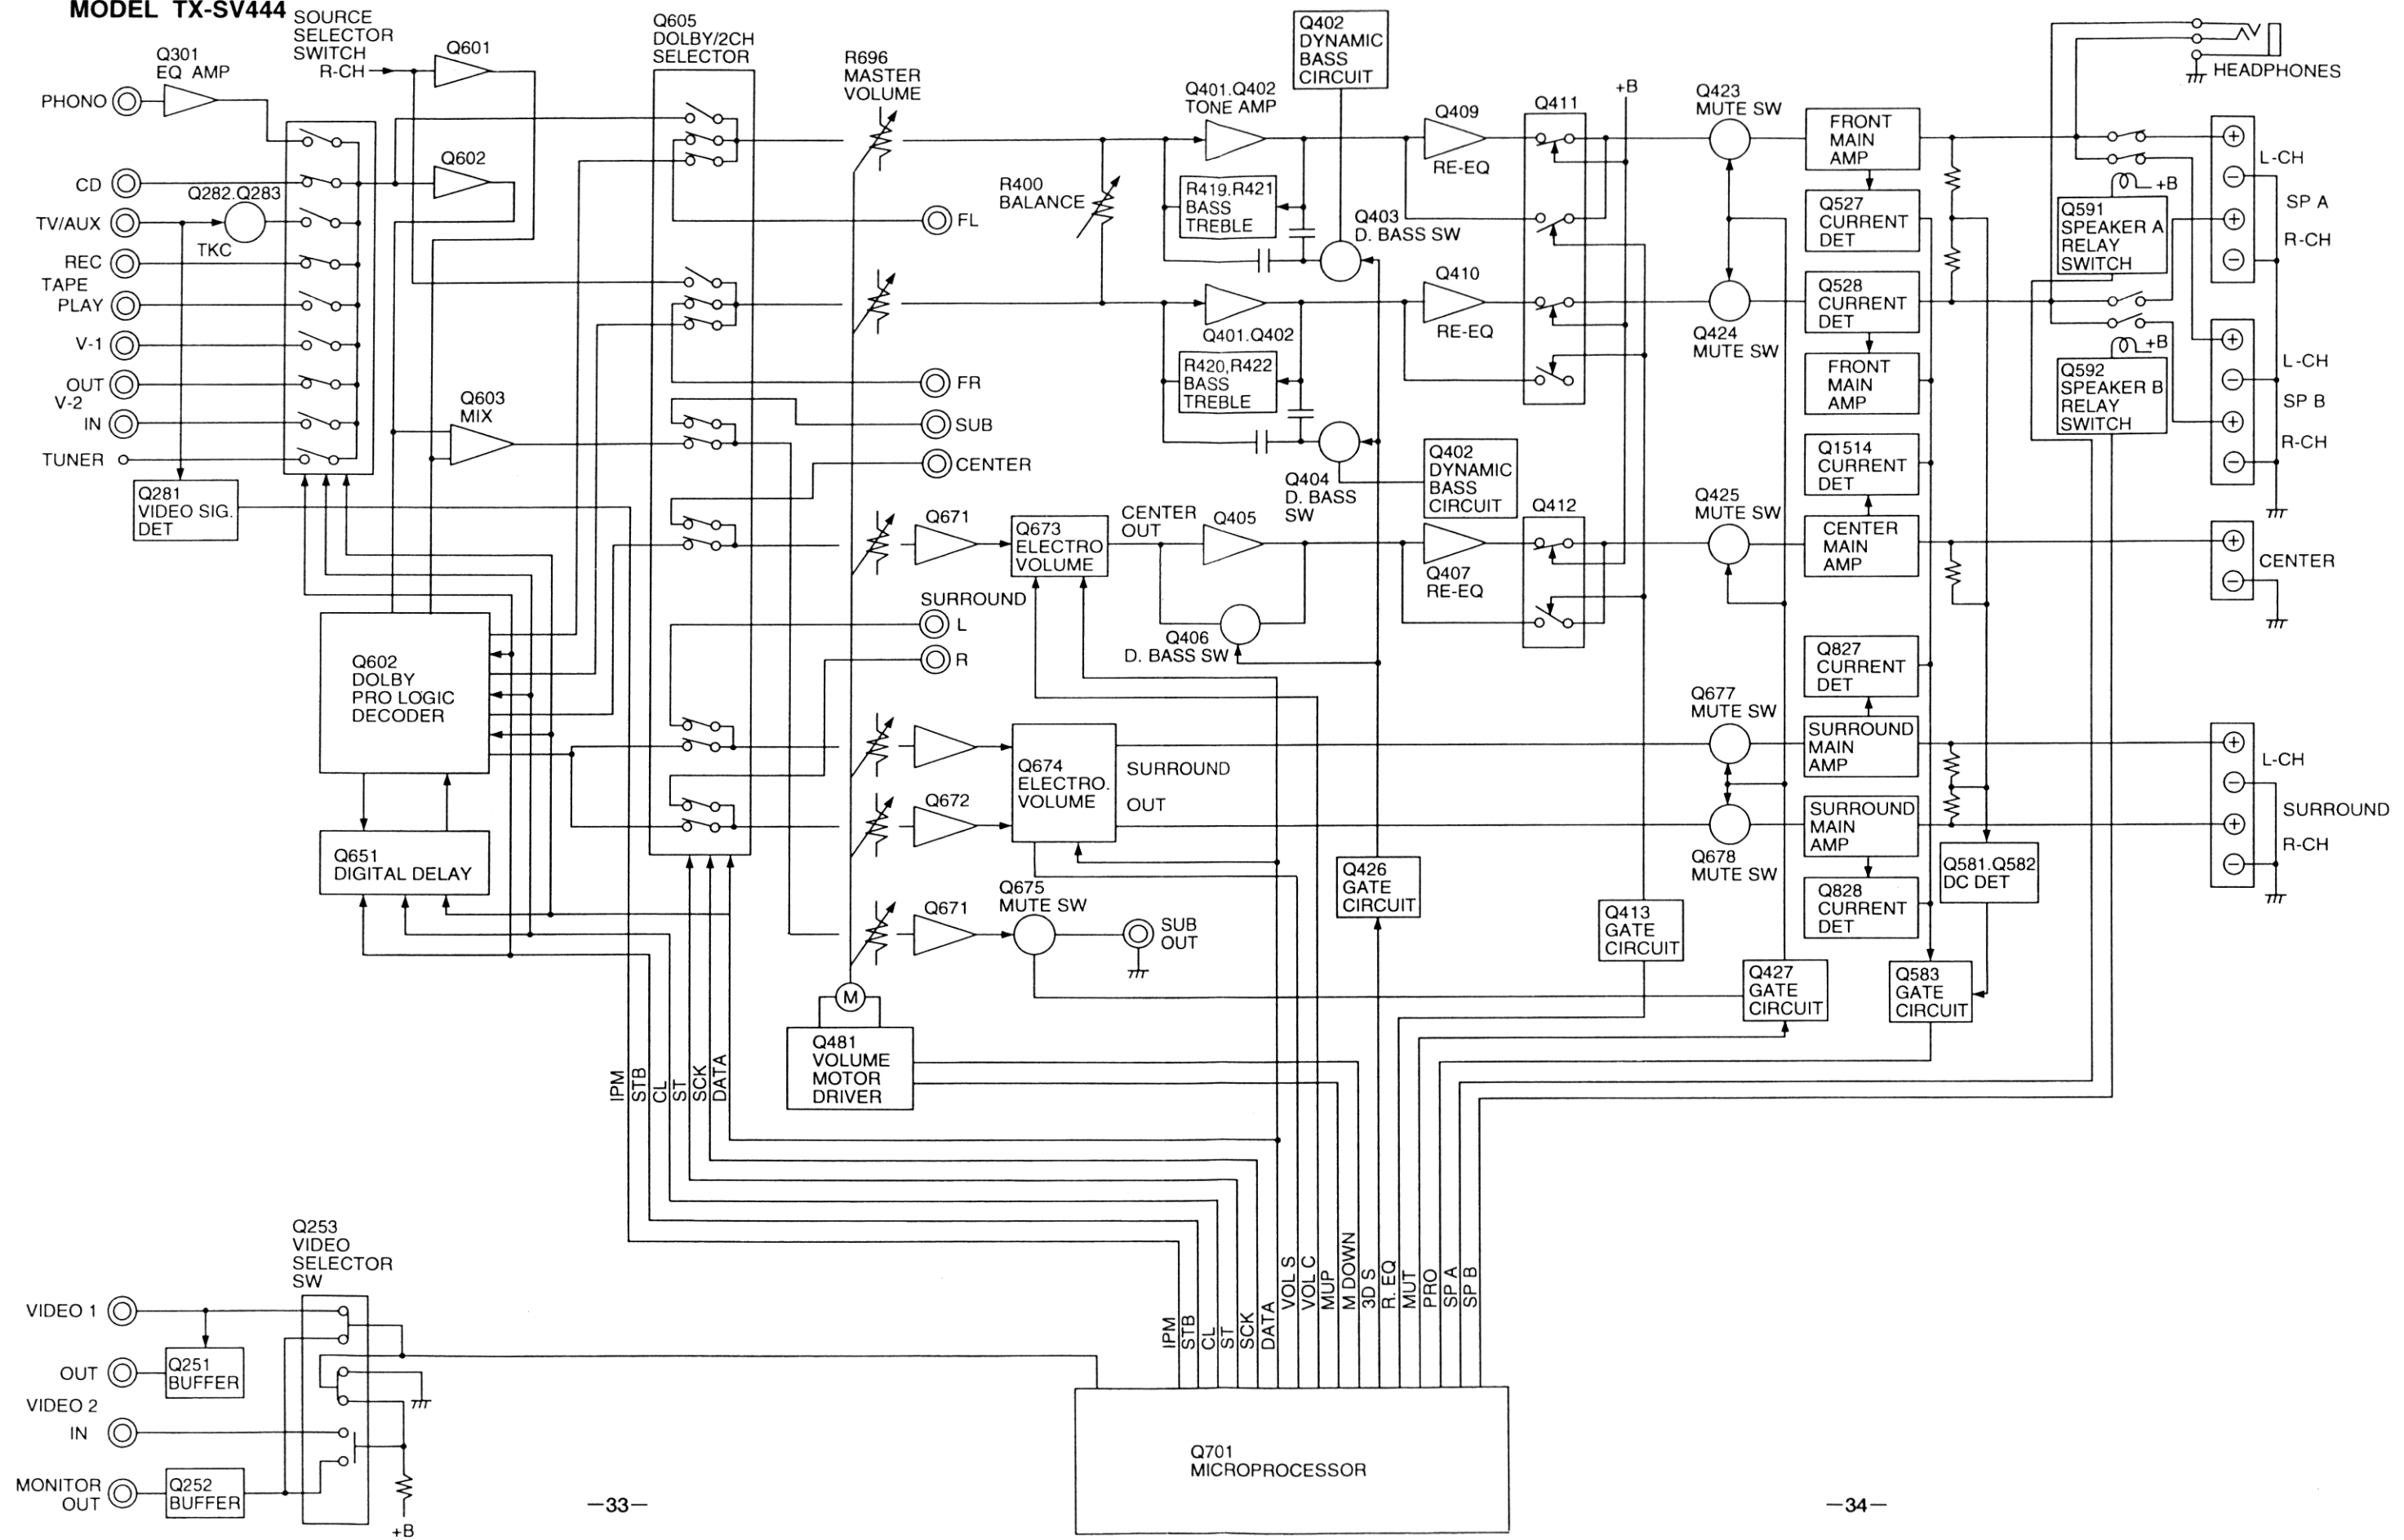 MODEL TX-SV444
SOURCE
SELECTOR
SWITCH
R-CH
Q301
EQ AMP
PHONO
CD
Q282.Q283
TV/AUX
TKC
REC
TAPE
PLAY
V-1
OUT
V-2
IN
TUNER
Q281
VIDEO SIG.
DET
Q601
Q602
Q603
MIX
Q602
DOLBY
PRO LOGIC
DECODER
Q651
DIGITAL DELAY
Q605
DOLBY/2CH
SELECTOR
R696
MASTER
VOLUME
FL
FR
SUB
CENTER
Q671
Q673
ELECTRO
VOLUME
CENTER
OUT
SURROUND
L
R
Q672
Q674
ELECTRO.
VOLUME
SURROUND
OUT
Q671
Q675
MUTE SW
SUB
OUT
M
Q481
VOLUME
MOTOR
DRIVER
R400
BALANCE
Q401.Q402
TONE AMP
R419.R421
BASS
TREBLE
Q402
DYNAMIC
BASS
CIRCUIT
Q403
D. BASS SW
Q401.Q402
R420,R422
BASS
TREBLE
Q404
D. BASS
SW
Q402
DYNAMIC
BASS
CIRCUIT
Q405
Q406
D. BASS SW
Q409
RE-EQ
Q410
RE-EQ
Q407
RE-EQ
Q411
Q412
+B
Q426
GATE
CIRCUIT
Q413
GATE
CIRCUIT
Q423
MUTE SW
Q424
MUTE SW
Q425
MUTE SW
Q677
MUTE SW
Q678
MUTE SW
Q427
GATE
CIRCUIT
FRONT
MAIN
AMP
Q527
CURRENT
DET
Q528
CURRENT
DET
FRONT
MAIN
AMP
Q1514
CURRENT
DET
CENTER
MAIN
AMP
Q827
CURRENT
DET
SURROUND
MAIN
AMP
SURROUND
MAIN
AMP
Q828
CURRENT
DET
Q581.Q582
DC DET
Q583
GATE
CIRCUIT
HEADPHONES
+B
Q591
SPEAKER A
RELAY
SWITCH
+B
Q592
SPEAKER B
RELAY
SWITCH
L-CH
SP A
R-CH
L-CH
SP B
R-CH
CENTER
L-CH
SURROUND
R-CH
IPM
STB
CL
ST
SCK
DATA
IPM
STB
CL
ST
SCK
DATA
VOL S
VOL C
MUP
M DOWN
3D S
R. EQ
MUT
PRO
SP A
SP B
Q701
MICROPROCESSOR
Q253
VIDEO
SELECTOR
SW
VIDEO 1
OUT
Q251
BUFFER
VIDEO 2
IN
MONITOR
OUT
Q252
BUFFER
+B
—33—
—34—